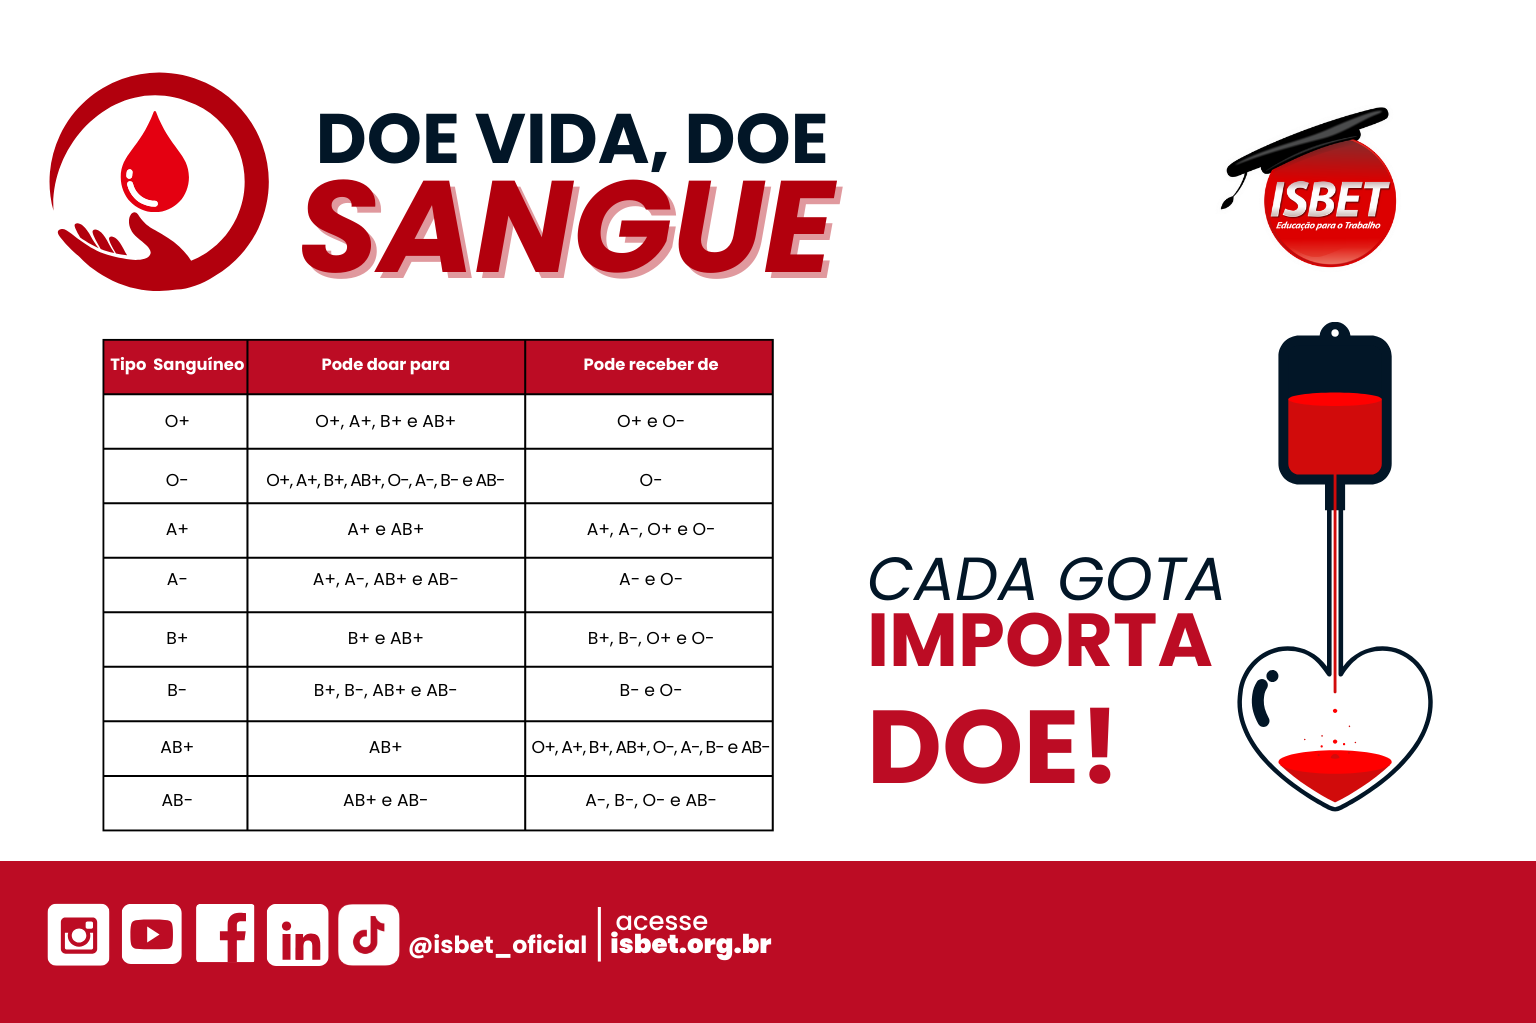 DOE VIDA, DOE
SANGUE
ISBET
Educação para o Trabalho
Tipo Sanguíneo Pode doar para Pode receber de
O+ O+, A+, B+ e AB+ O+ e O-
O- O+, A+, B+, AB+, O-, A-, B- e AB- O-
A+ A+ e AB+ A+, A-, O+ e O-
A- A+, A-, AB+ e AB- A- e O-
B+ B+ e AB+ B+, B-, O+ e O-
B- B+, B-, AB+ e AB- B- e O-
AB+ AB+ O+, A+, B+, AB+, O-, A-, B- e AB-
AB- AB+ e AB- A-, B-, O- e AB-
CADA GOTA
IMPORTA
DOE!
@isbet_oficial
acesse
isbet.org.br